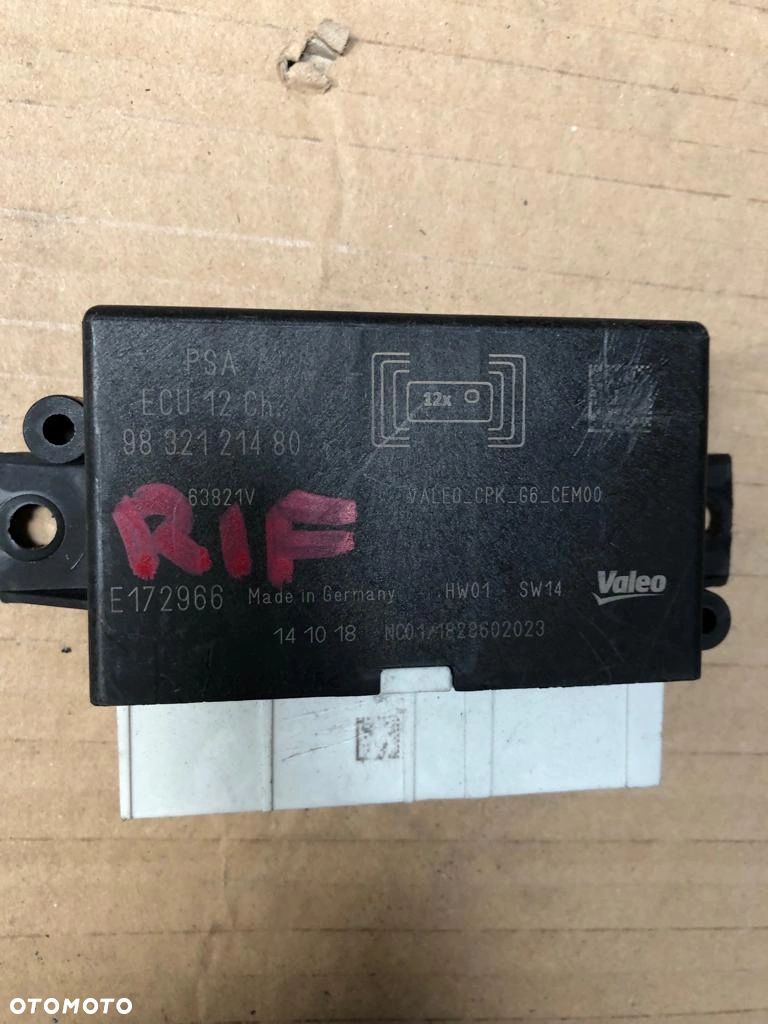 PSA
ECU 12 Ch.
98 321 214 80
12x
63821V
VALEO_CPK_G6_CEM00
RIF
E172966 Made in Germany HW01 SW14 Valeo
14 10 18 NC01/1828602023
OTOMOTO